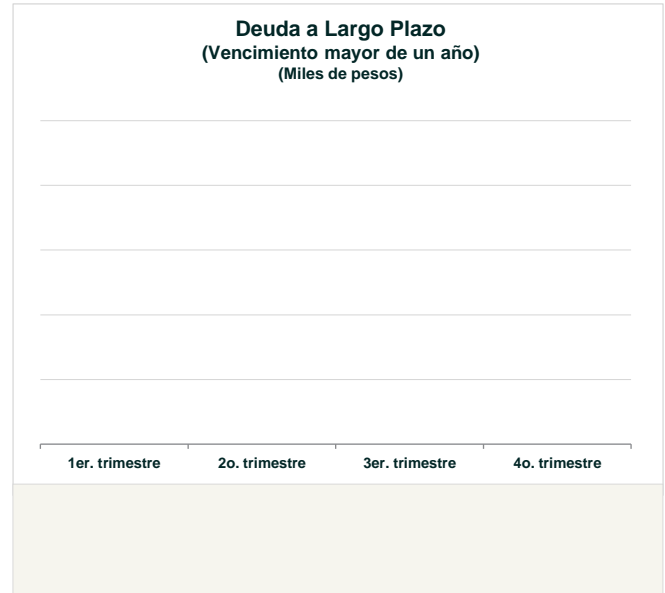 Deuda a Largo Plazo
(Vencimiento mayor de un año)
(Miles de pesos)
1er. trimestre 2o. trimestre 3er. trimestre 4o. trimestre